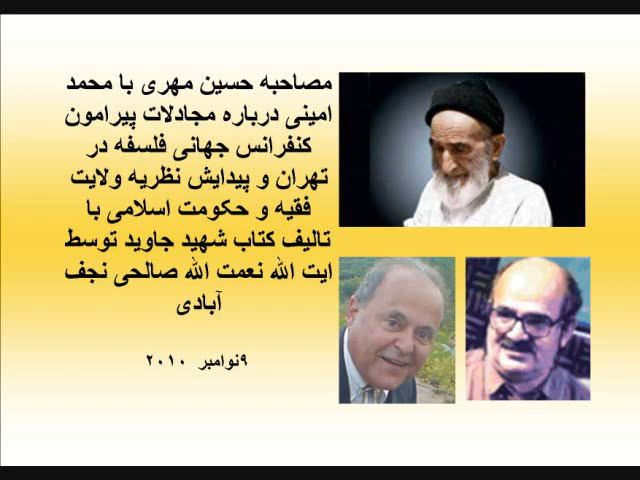 مصاحبه حسین مهری با محمد
امینی درباره مجادلات پیرامون
کنفرانس جهانی فلسفه در
تهران و پیدایش نظریه ولایت
فقیه و حکومت اسلامی با
تالیف کتاب شهید جاوید توسط
ایت الله نعمت الله صالحی نجف
آبادی
۹نوامبر ۲۰۱۰